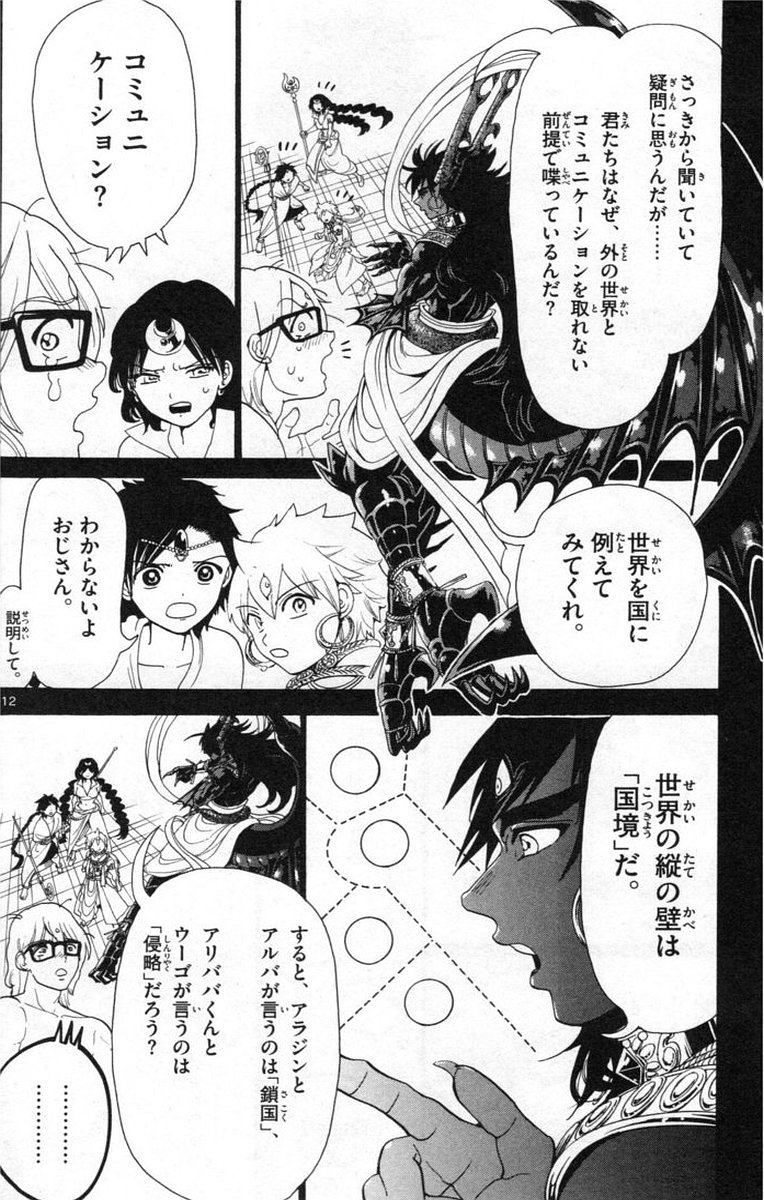 さっきから聞いていて
疑問に思うんだが……
君たちはなぜ、外の世界と
コミュニケーションを取れない
前提で喋っているんだ?
コミュニ
ケーション?
世界を国に
例えて
みてくれ。
わからないよ
おじさん。
説明して。
12
世界の縦の壁は
「国境」だ。
すると、アラジンと
アルバが言うのは「鎖国」、
アリババくんと
ウーゴが言うのは
「侵略」だろう?
………
………